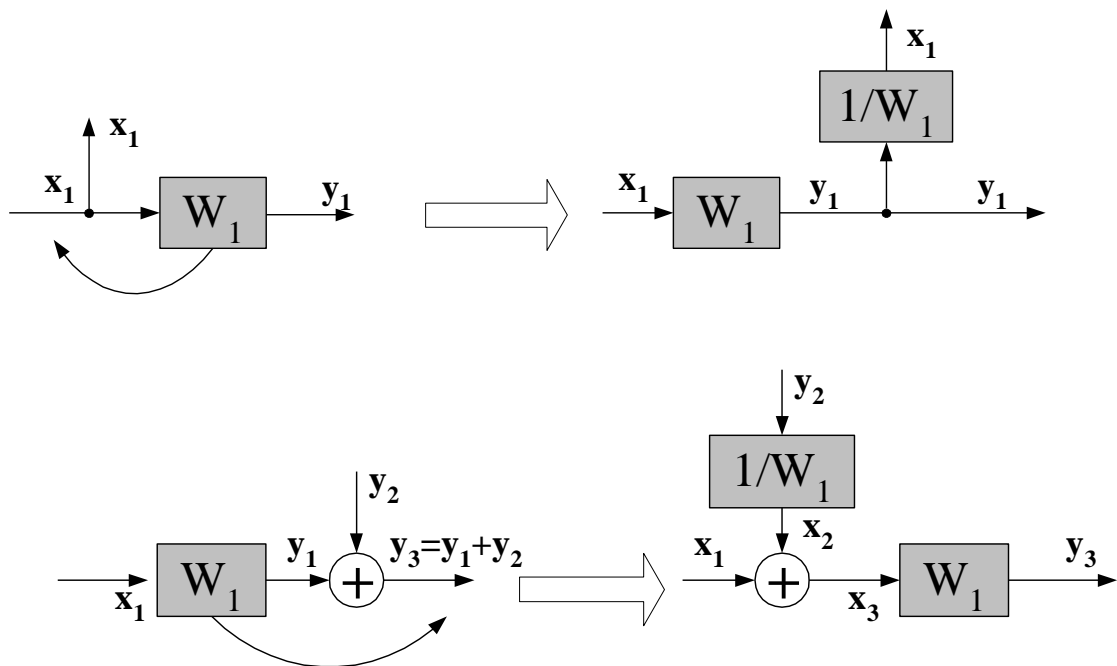 x₁
x₁
W₁
y₁
x₁
1/W₁
x₁
W₁
y₁
y₁
x₁
W₁
y₁
y₂
+
y₃=y₁+y₂
y₂
1/W₁
x₂
x₁
+
x₃
W₁
y₃